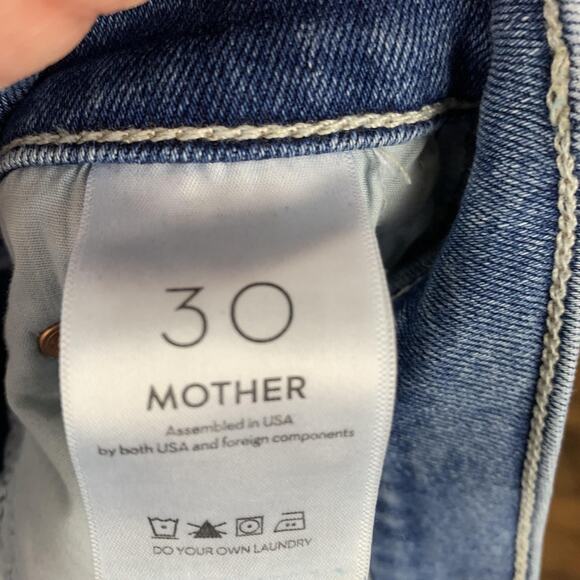 30
MOTHER
Assembled in USA
by both USA and foreign components
DO YOUR OWN LAUNDRY